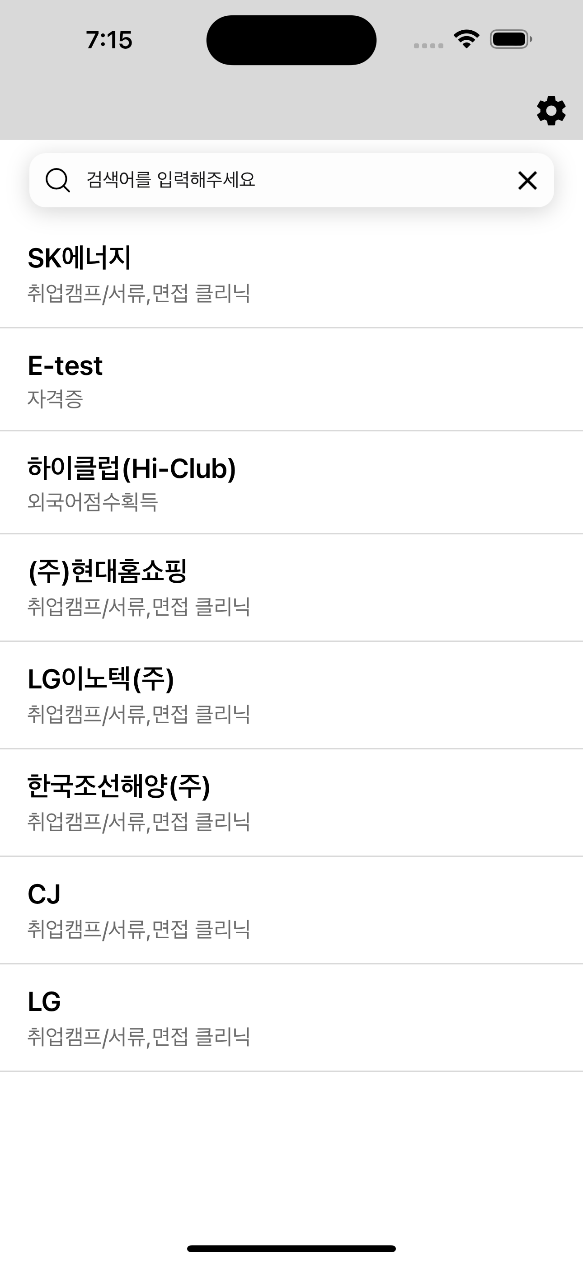 7:15
검색어를 입력해주세요
SK에너지
취업캠프/서류,면접 클리닉
E-test
자격증
하이클럽(Hi-Club)
외국어점수획득
(주)현대홈쇼핑
취업캠프/서류,면접 클리닉
LG이노텍(주)
취업캠프/서류,면접 클리닉
한국조선해양(주)
취업캠프/서류,면접 클리닉
CJ
취업캠프/서류,면접 클리닉
LG
취업캠프/서류,면접 클리닉